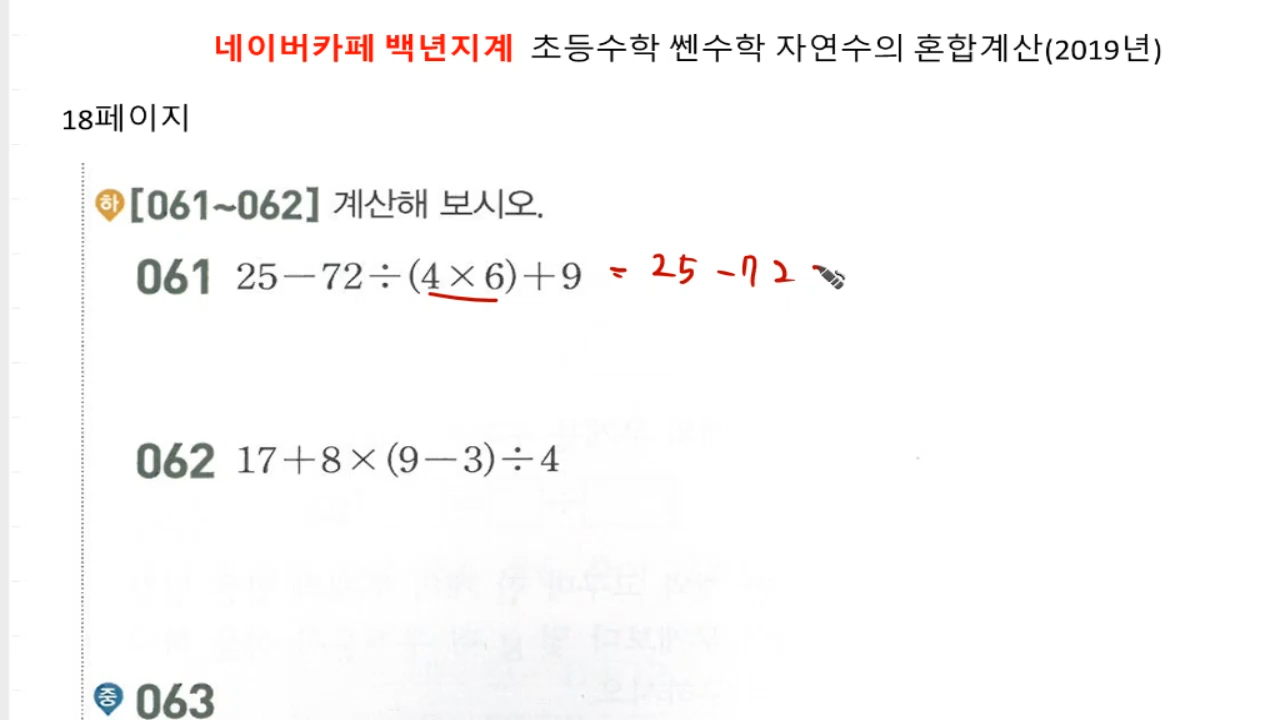 네이버카페 백년지계 초등수학 쎈수학 자연수의 혼합계산(2019년)
18페이지
하 [061~062] 계산해 보시오.
061 25-72÷(4×6)+9 = 25 -72
062 17+8×(9-3)÷4
중 063